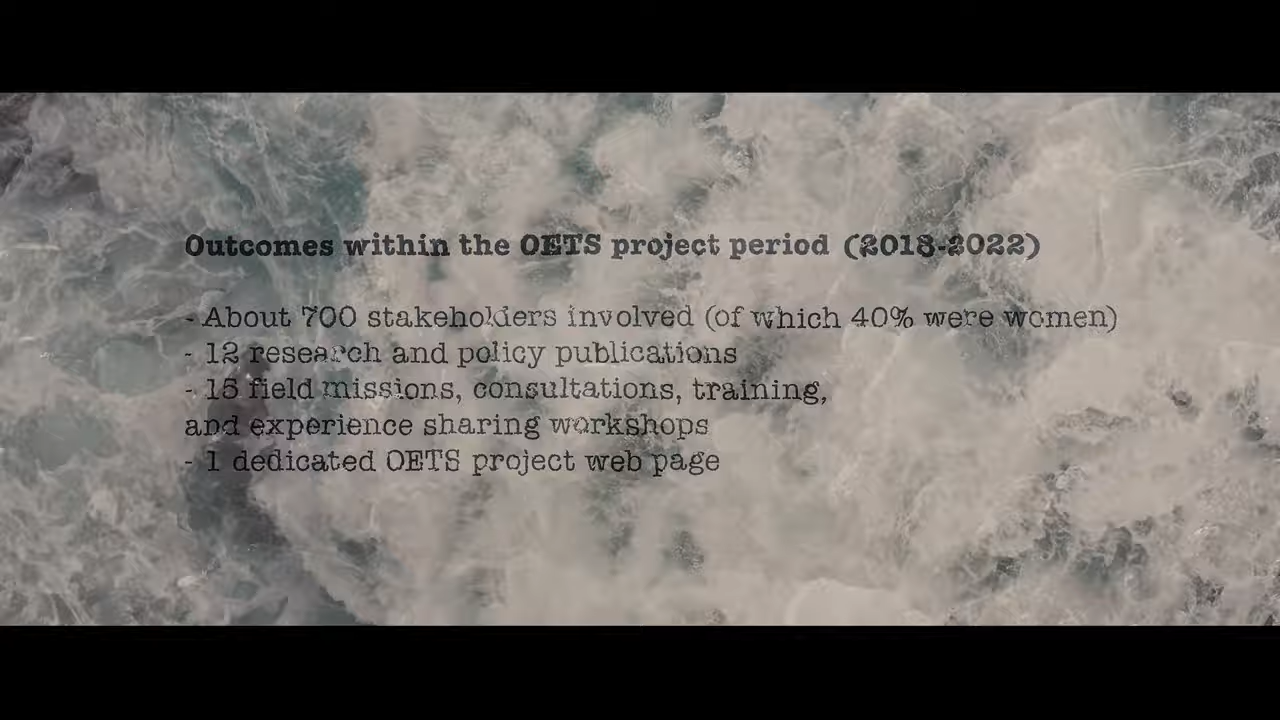 Outcomes within the OETS project period (2018-2022)
- About 700 stakeholders involved (of which 40% were women)
- 12 research and policy publications
- 15 field missions, consultations, training,
and experience sharing workshops
- 1 dedicated OETS project web page